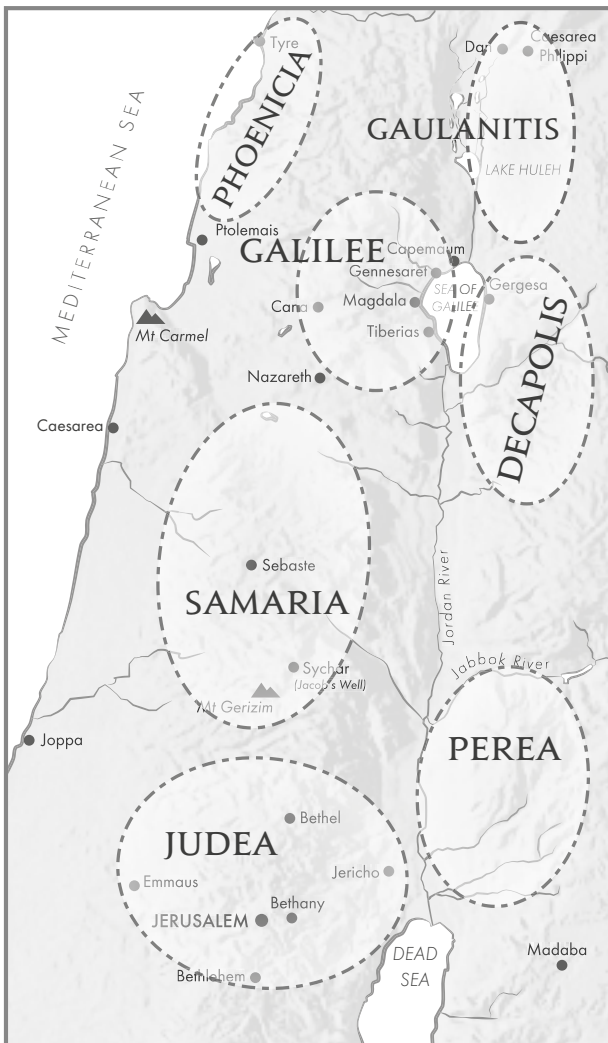 Tyre
Dan
Caesarea
Philippi
MEDITERRANEAN SEA
PHOENICIA
GAULANITIS
LAKE HULEH
Ptolemais
GALILEE
Capernaum
Gennesaret
SEA OF
GALILEE
Gergesa
Cana
Magdala
Tiberias
Mt Carmel
DECAPOLIS
Nazareth
Caesarea
Sebaste
SAMARIA
Jordan River
Sychar
(Jacob's Well)
Mt Gerizim
Jabbok River
Joppa
PEREA
Bethel
JUDEA
Jericho
Emmaus
Bethany
JERUSALEM
DEAD
SEA
Madaba
Bethlehem